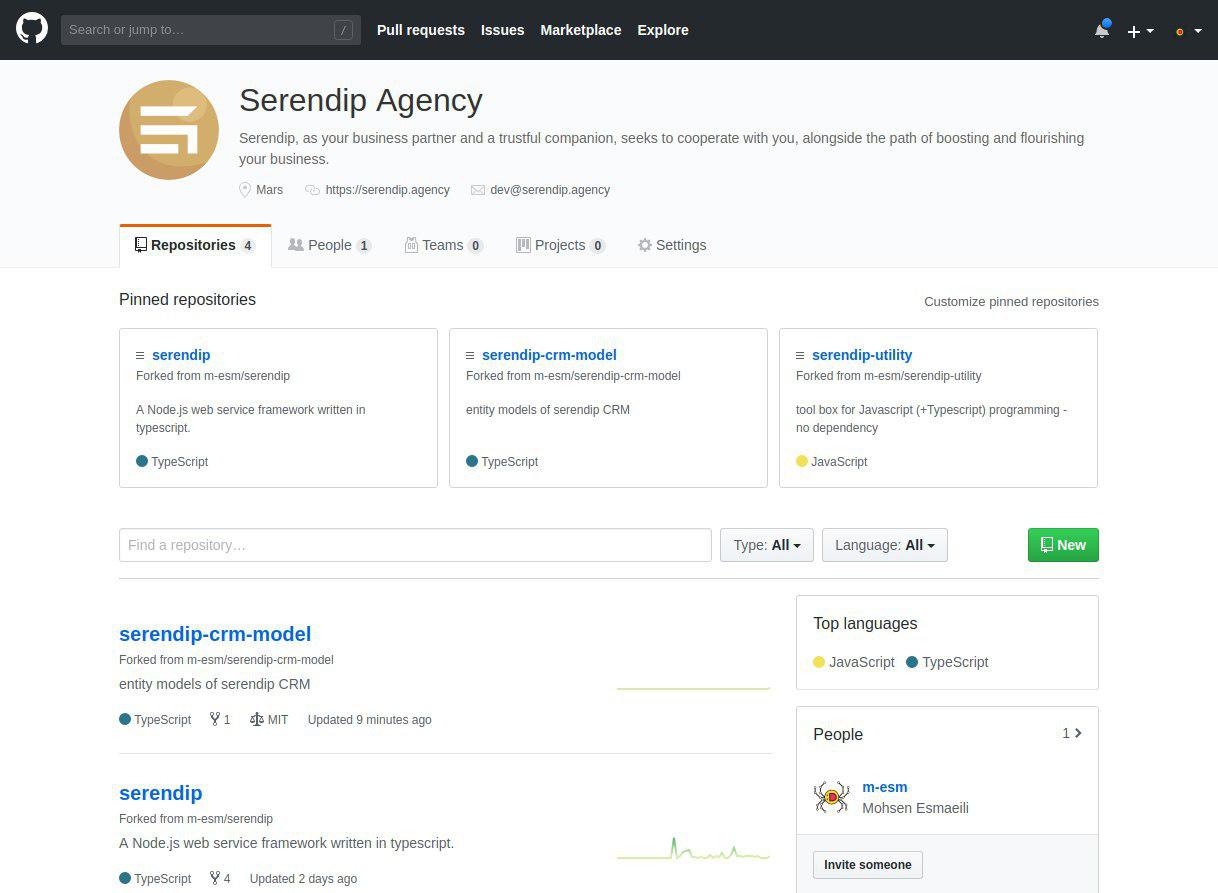 Search or jump to…
/
Pull requests Issues Marketplace Explore
Serendip Agency
Serendip, as your business partner and a trustful companion, seeks to cooperate with you, alongside the path of boosting and flourishing
your business.
Mars https://serendip.agency dev@serendip.agency
Repositories 4 People 1 Teams 0 Projects 0 Settings
Pinned repositories
Customize pinned repositories
serendip
Forked from m-esm/serendip
A Node.js web service framework written in
typescript.
TypeScript
serendip-crm-model
Forked from m-esm/serendip-crm-model
entity models of serendip CRM
TypeScript
serendip-utility
Forked from m-esm/serendip-utility
tool box for Javascript (+Typescript) programming -
no dependency
JavaScript
Find a repository…
Type: All
Language: All
New
serendip-crm-model
Forked from m-esm/serendip-crm-model
entity models of serendip CRM
TypeScript 1 MIT Updated 9 minutes ago
serendip
Forked from m-esm/serendip
A Node.js web service framework written in typescript.
TypeScript 4 Updated 2 days ago
Top languages
JavaScript TypeScript
People 1
m-esm
Mohsen Esmaeili
Invite someone